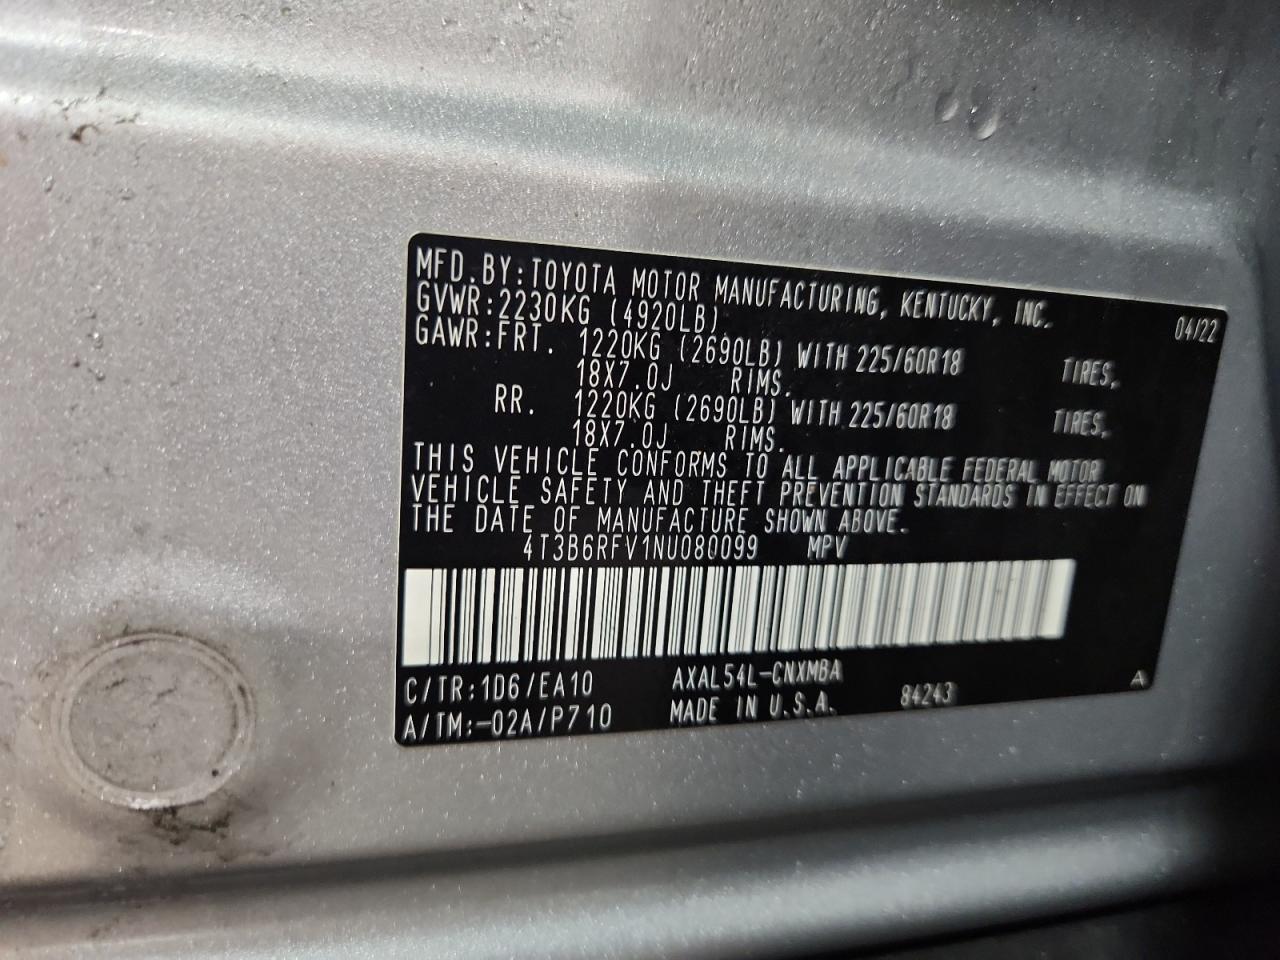 MFD.BY:TOYOTA MOTOR MANUFACTURING, KENTUCKY, INC. 04/22
GVWR:2230KG (4920LB)
GAWR:FRT. 1220KG (2690LB) WITH 225/60R18 TIRES,
18X7.0J RIMS.
RR. 1220KG (2690LB) WITH 225/60R18 TIRES,
18X7.0J RIMS.
THIS VEHICLE CONFORMS TO ALL APPLICABLE FEDERAL MOTOR
VEHICLE SAFETY AND THEFT PREVENTION STANDARDS IN EFFECT ON
THE DATE OF MANUFACTURE SHOWN ABOVE.
4T3B6RFV1NU080099 MPV
C/TR:1D6/EA10 AXAL54L-CNXMBA A
A/TM:-02A/P710 MADE IN U.S.A. 84243